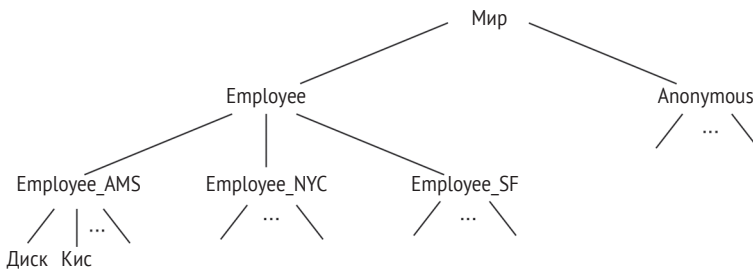 Мир
Employee Anonymous
...
Employee_AMS Employee_NYC Employee_SF
... ... ...
Диск Кис